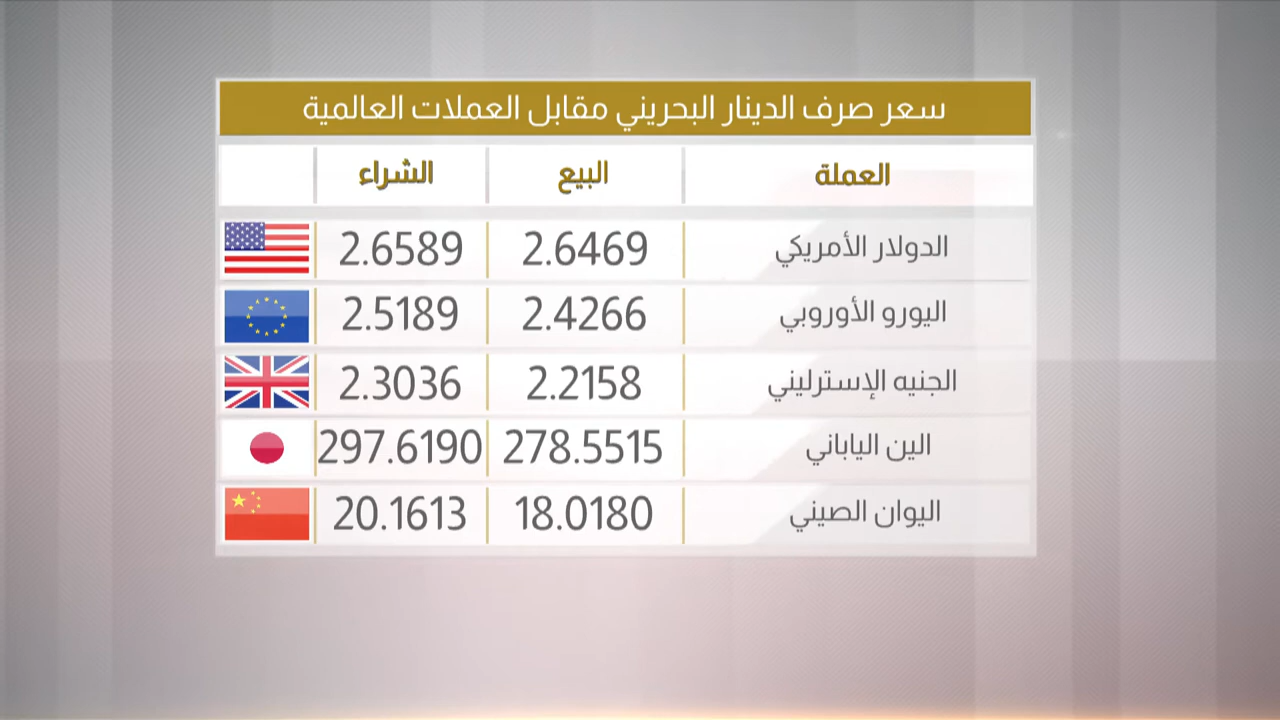 سعر صرف الدينار البحريني مقابل العملات العالمية
العملة البيع الشراء
الدولار الأمريكي 2.6469 2.6589
اليورو الأوروبي 2.4266 2.5189
الجنيه الإسترليني 2.2158 2.3036
الين الياباني 278.5515 297.6190
اليوان الصيني 18.0180 20.1613